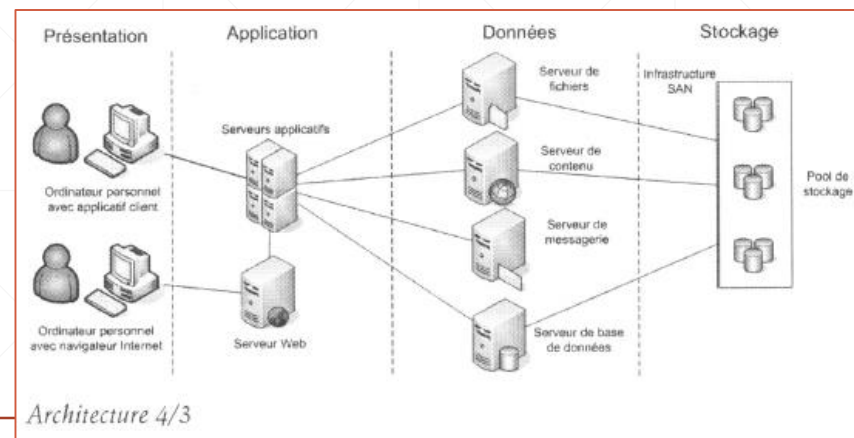 Présentation
Application
Données
Stockage
Serveur de
fichiers
Infrastructure
SAN
Serveurs applicatifs
Ordinateur personnel
avec applicatif client
Serveur de
contenu
Pool de
stockage
Serveur de
messagerie
Ordinateur personnel
avec navigateur Internet
Serveur Web
Serveur de base
de données
Architecture 4/3